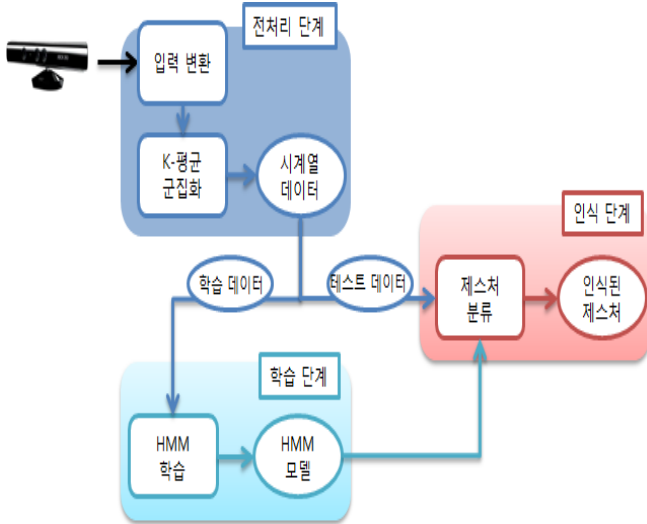 전처리 단계
입력 변환
K-평균
군집화
시계열
데이터
학습 데이터
테스트 데이터
인식 단계
제스처
분류
인식된
제스처
학습 단계
HMM
학습
HMM
모델